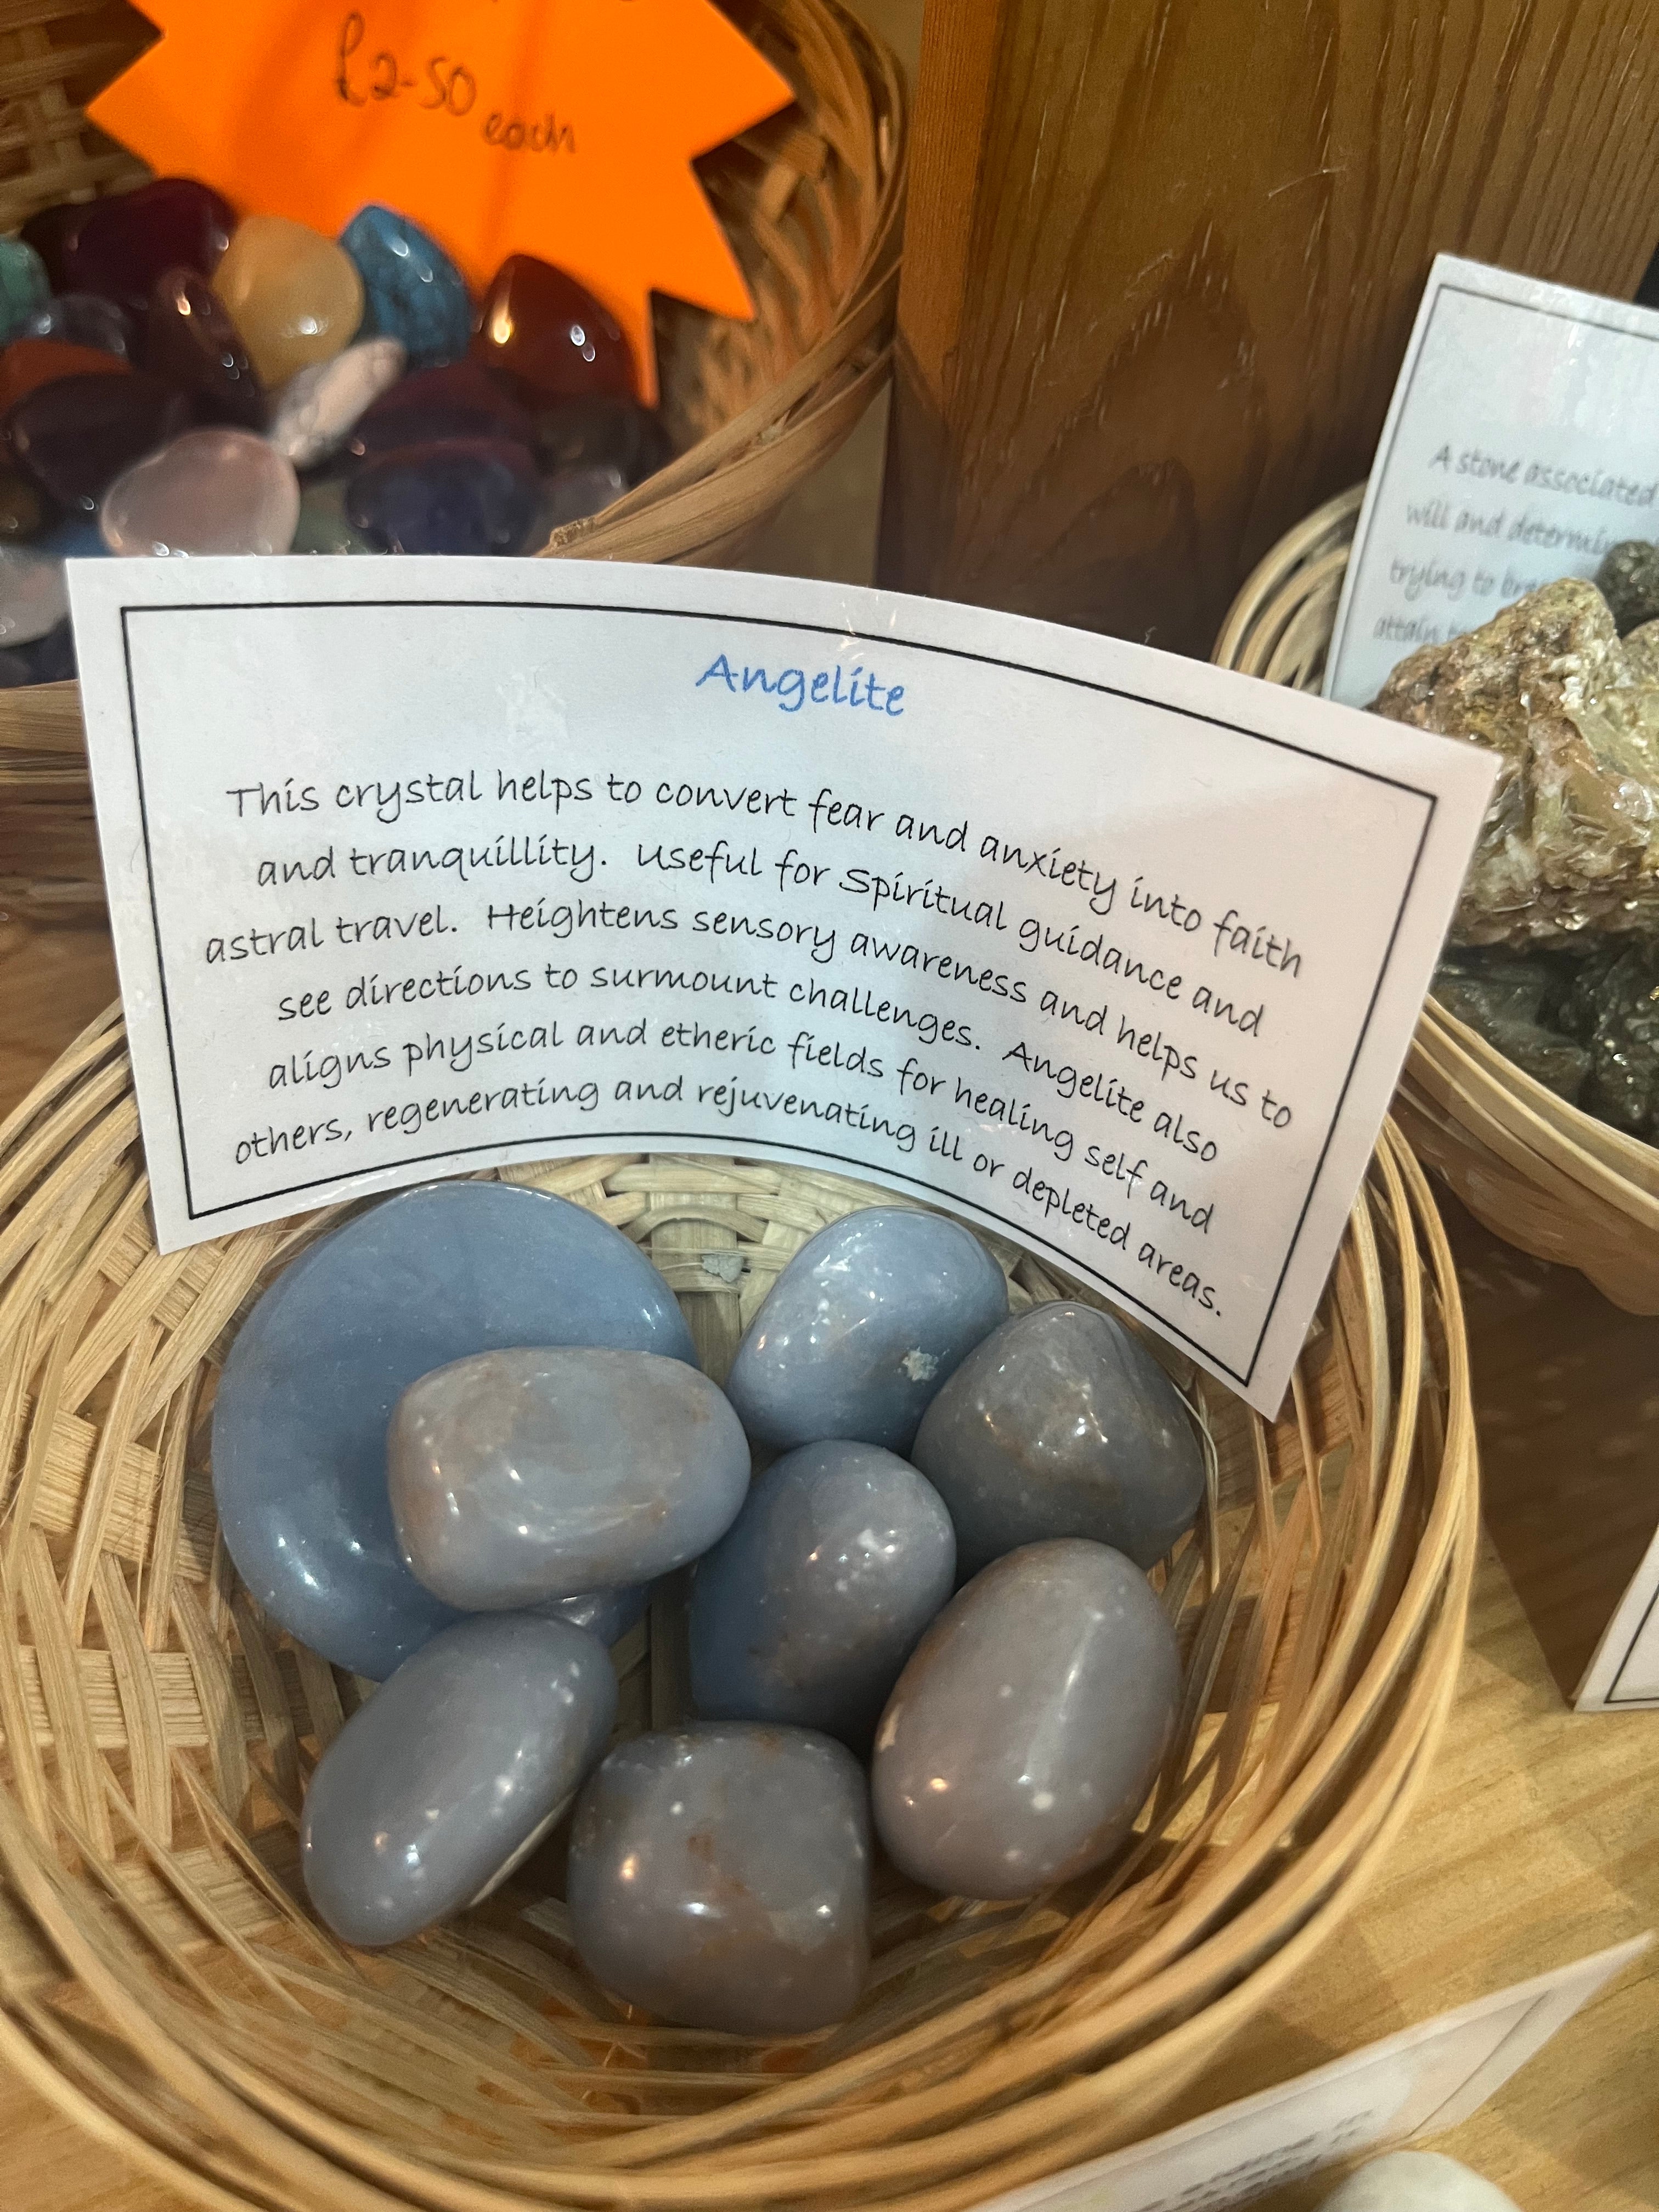 £2-50
each
Angelite
This crystal helps to convert fear and anxiety into faith
and tranquillity. Useful for Spiritual guidance and
astral travel. Heightens sensory awareness and helps us to
see directions to surmount challenges. Angelite also
aligns physical and etheric fields for healing self and
others, regenerating and rejuvenating ill or depleted areas.
A stone associated
will and
trying to
attain